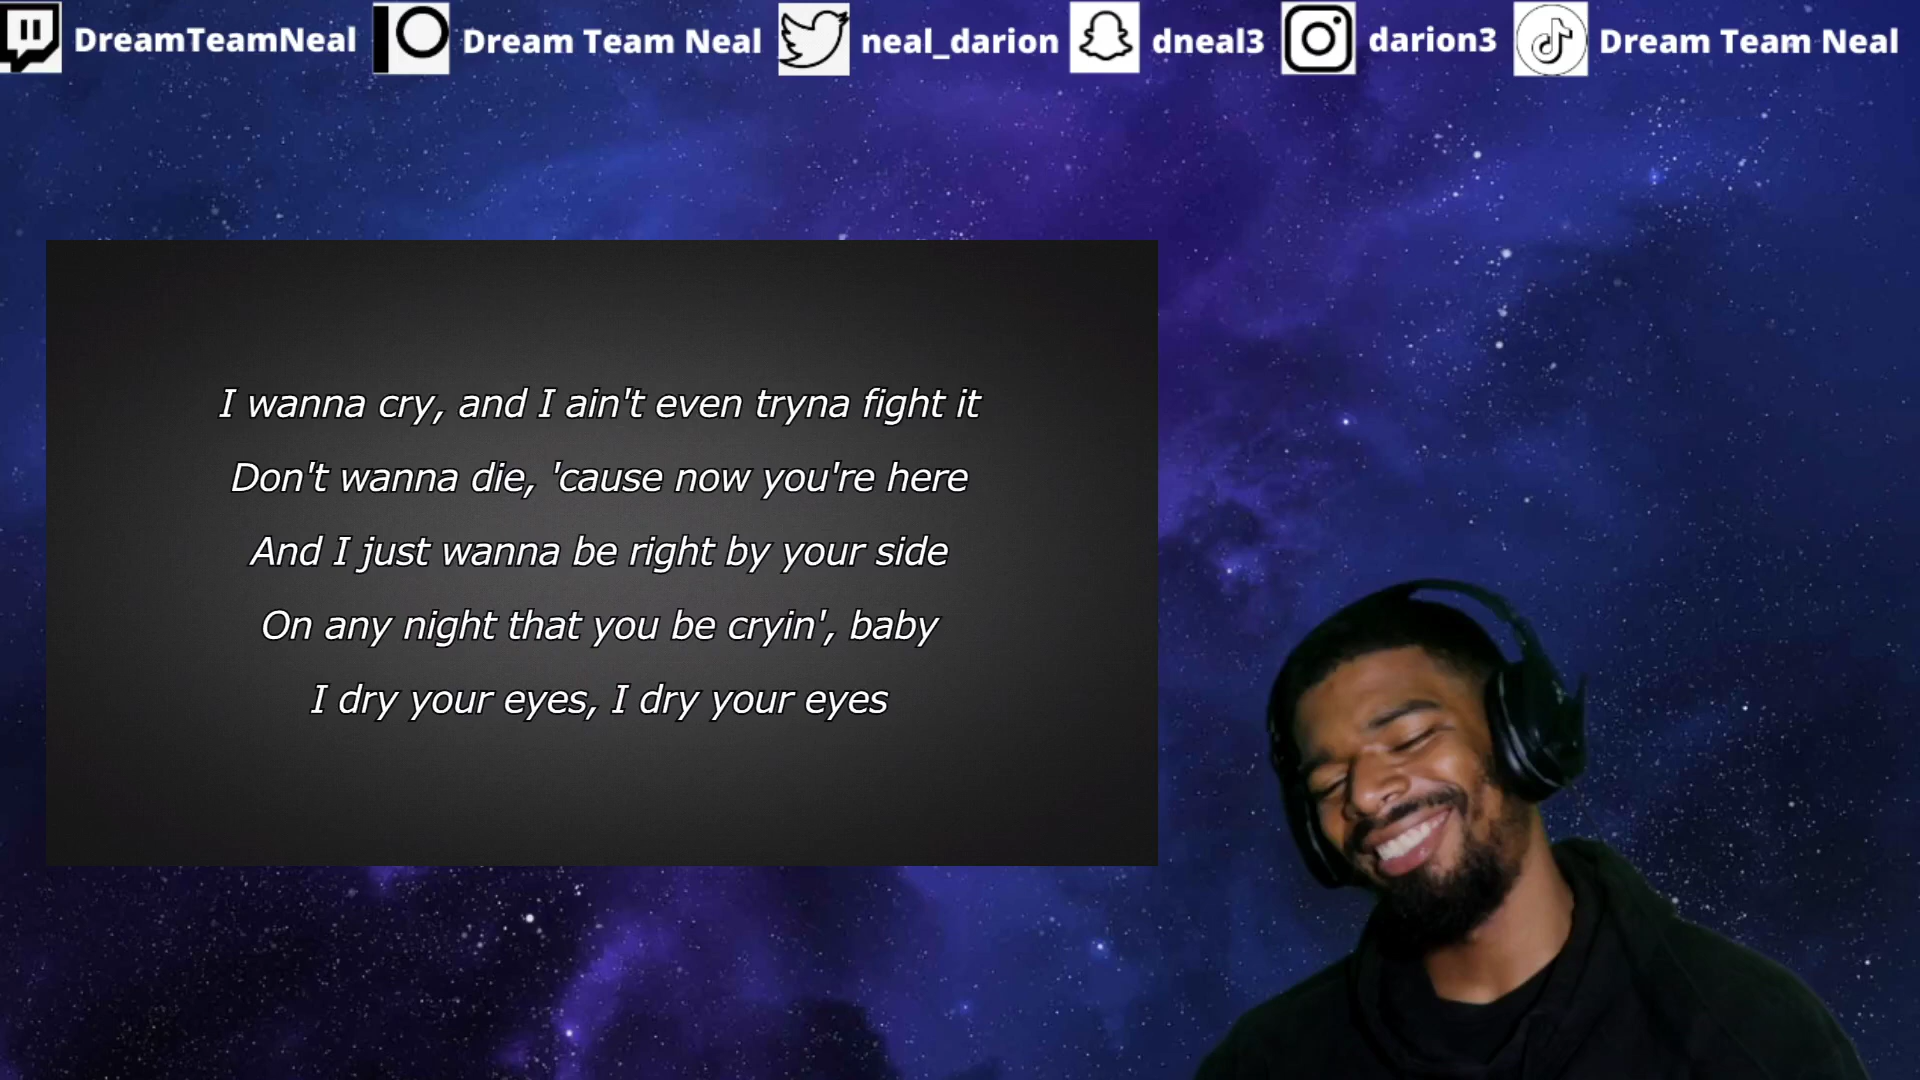 DreamTeamNeal Dream Team Neal neal_darion dneal3 darion3 Dream Team Neal
I wanna cry, and I ain't even tryna fight it
Don't wanna die, 'cause now you're here
And I just wanna be right by your side
On any night that you be cryin', baby
I dry your eyes, I dry your eyes